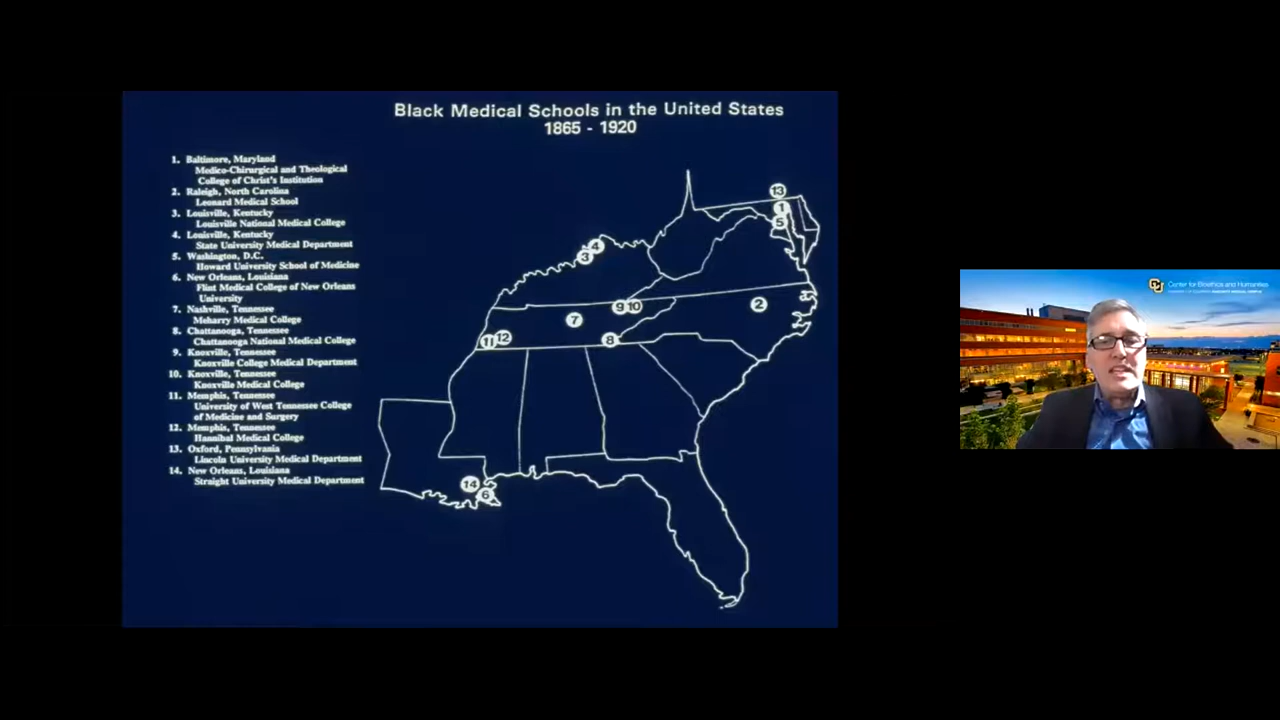 Black Medical Schools in the United States
1865 - 1920
1. Baltimore, Maryland
Medico-Chirurgical and Theological
College of Christ's Institution
2. Raleigh, North Carolina
Leonard Medical School
3. Louisville, Kentucky
Louisville National Medical College
4. Louisville, Kentucky
State University Medical Department
5. Washington, D.C.
Howard University School of Medicine
6. New Orleans, Louisiana
Flint Medical College of New Orleans
University
7. Nashville, Tennessee
Meharry Medical College
8. Chattanooga, Tennessee
Chattanooga National Medical College
9. Knoxville, Tennessee
Knoxville College Medical Department
10. Knoxville, Tennessee
Knoxville Medical College
11. Memphis, Tennessee
University of West Tennessee College
of Medicine and Surgery
12. Memphis, Tennessee
Hannibal Medical College
13. Oxford, Pennsylvania
Lincoln University Medical Department
14. New Orleans, Louisiana
Straight University Medical Department
13
1
5
4
3
9 10
2
7
11 12
8
14
6
Center for Bioethics and Humanities